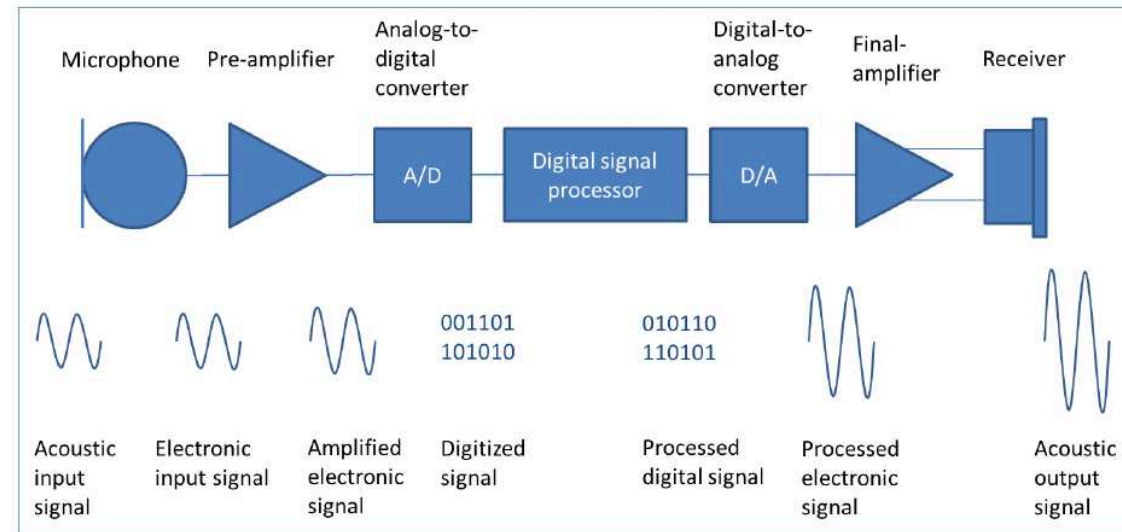 Microphone
Pre-amplifier
Analog-to-
digital
converter
Digital-to-
analog
converter
Final-
amplifier
Receiver
A/D
Digital signal
processor
D/A
001101
101010
010110
110101
Acoustic
input
signal
Electronic
input signal
Amplified
electronic
signal
Digitized
signal
Processed
digital signal
Processed
electronic
signal
Acoustic
output
signal